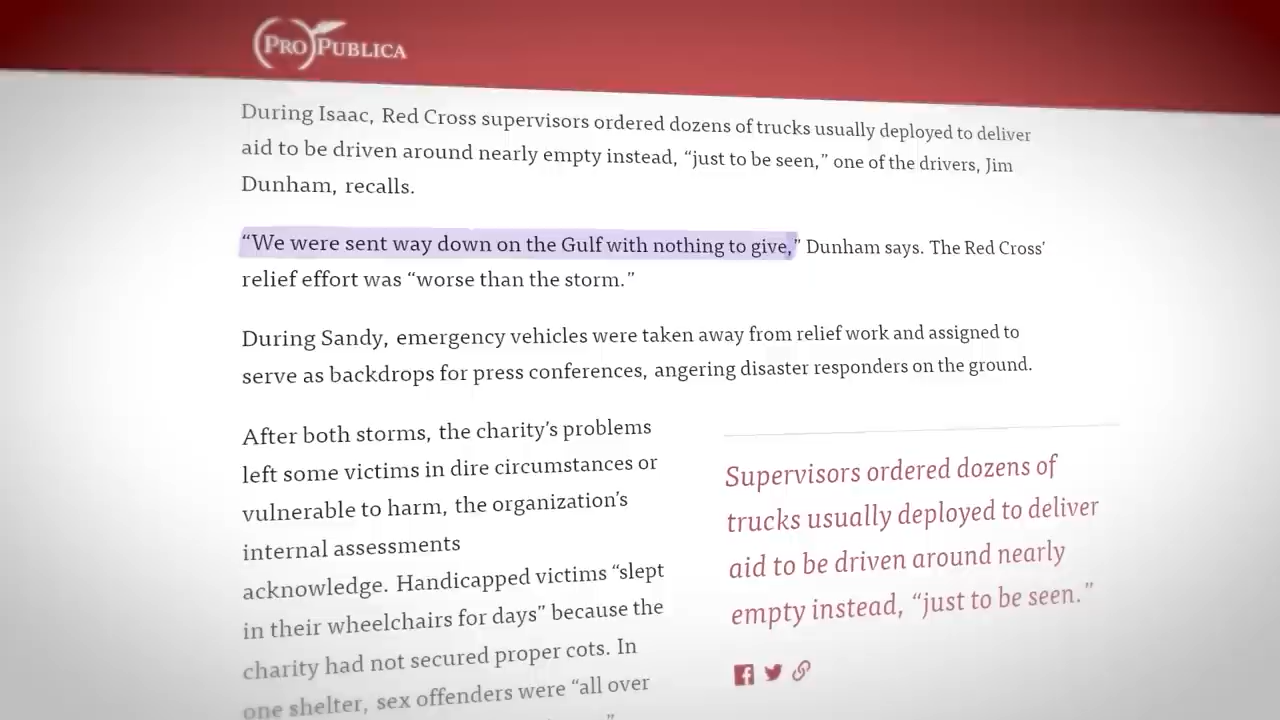 PROPUBLICA
During Isaac, Red Cross supervisors ordered dozens of trucks usually deployed to deliver
aid to be driven around nearly empty instead, “just to be seen,” one of the drivers, Jim
Dunham, recalls.
“We were sent way down on the Gulf with nothing to give,” Dunham says. The Red Cross’
relief effort was “worse than the storm.”
During Sandy, emergency vehicles were taken away from relief work and assigned to
serve as backdrops for press conferences, angering disaster responders on the ground.
After both storms, the charity’s problems
left some victims in dire circumstances or
vulnerable to harm, the organization’s
internal assessments
acknowledge. Handicapped victims “slept
in their wheelchairs for days” because the
charity had not secured proper cots. In
one shelter, sex offenders were “all over
Supervisors ordered dozens of
trucks usually deployed to deliver
aid to be driven around nearly
empty instead, “just to be seen.”